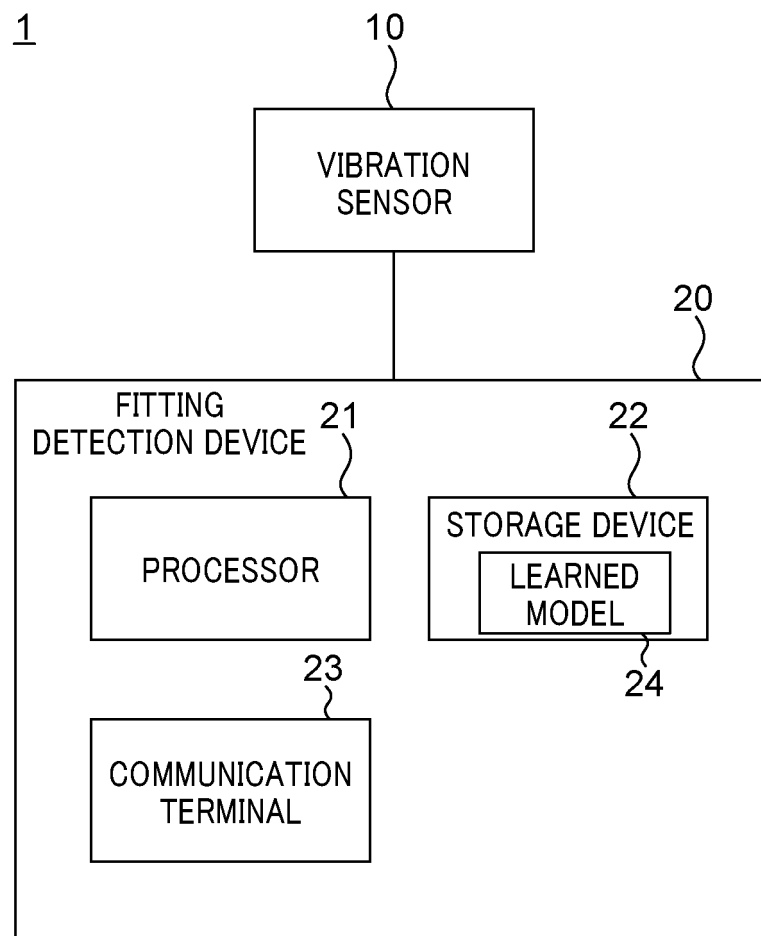 1
10
VIBRATION
SENSOR
20
FITTING
DETECTION DEVICE
21
22
PROCESSOR
STORAGE DEVICE
LEARNED
MODEL
23
24
COMMUNICATION
TERMINAL